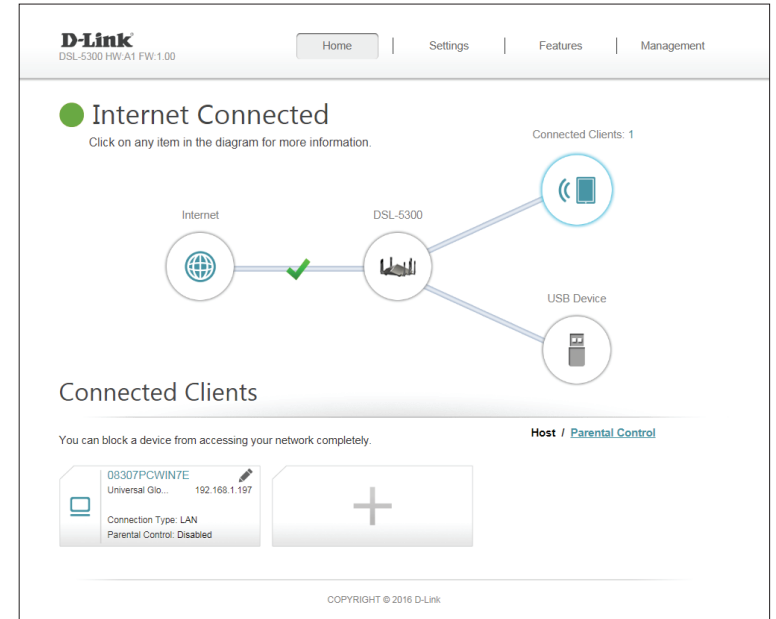 D-Link
DSL-5300 HW:A1 FW:1.00
Home
Settings
Features
Management
Internet Connected
Click on any item in the diagram for more information.
Connected Clients: 1
Internet
DSL-5300
USB Device
Connected Clients
You can block a device from accessing your network completely.
Host / Parental Control
08307PCWIN7E
Universal Glo... 192.168.1.197
Connection Type: LAN
Parental Control: Disabled
COPYRIGHT © 2016 D-Link